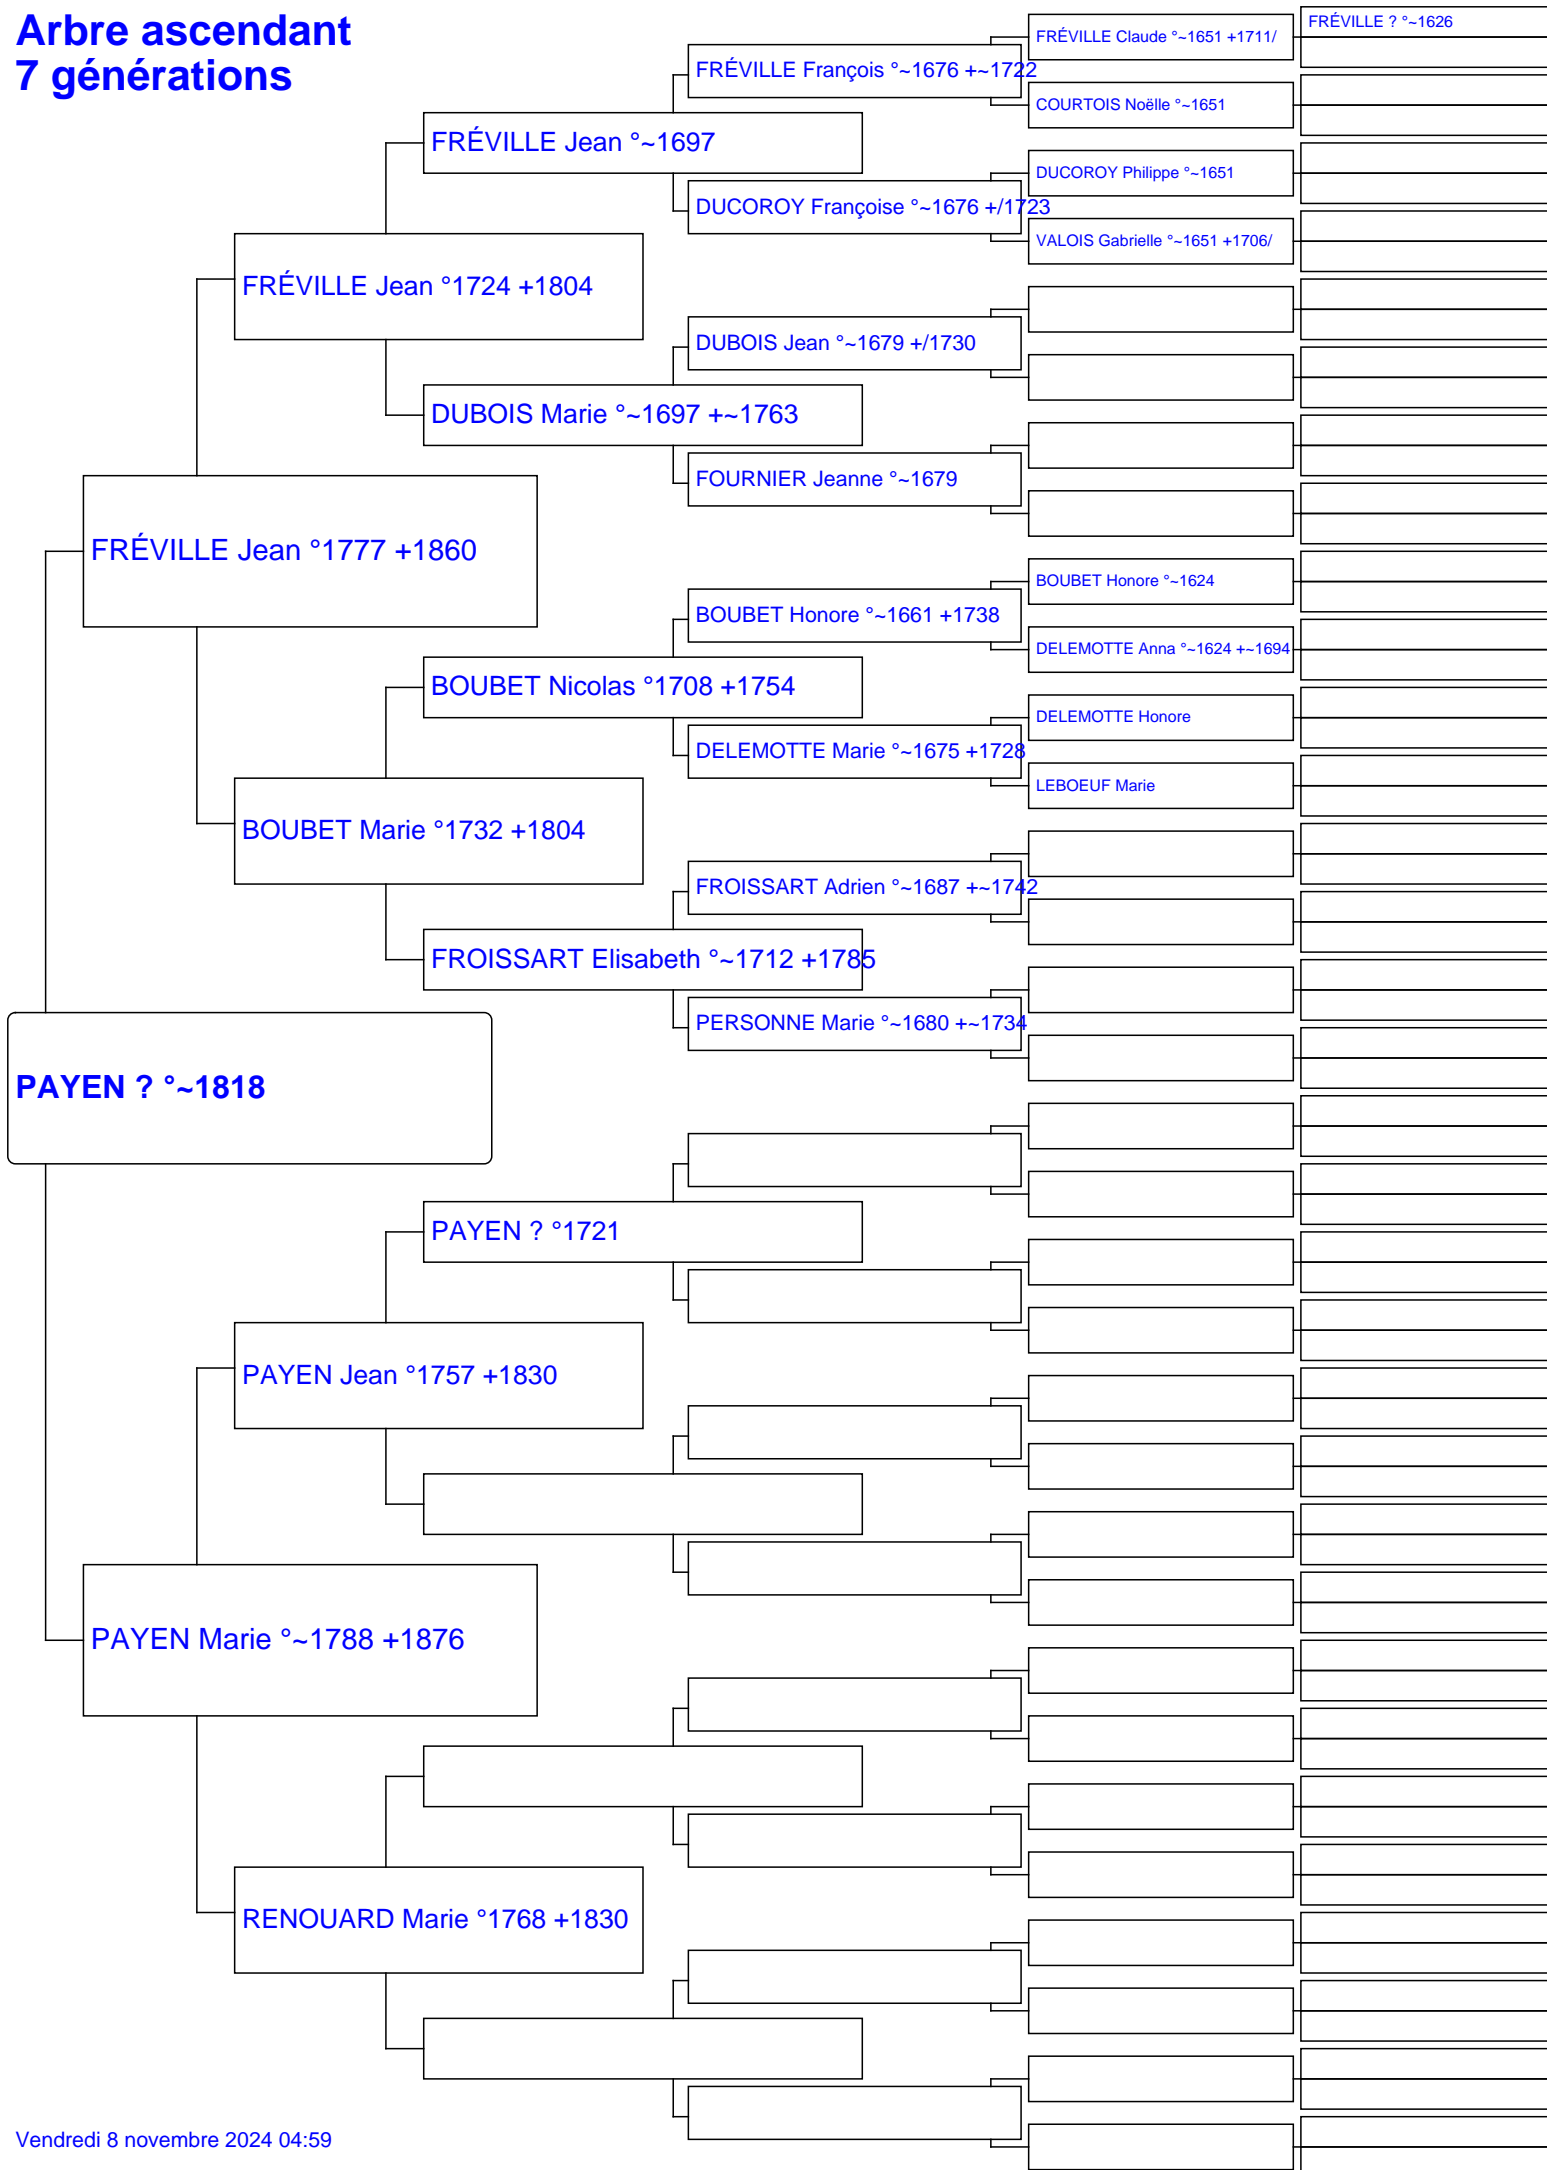 Arbre ascendant
7 générations
FRÉVILLE ? °~1626
FRÉVILLE Claude °~1651 +1711/
FRÉVILLE François °~1676 +~1722
COURTOIS Noëlle °~1651
FRÉVILLE Jean °~1697
DUCOROY Philippe °~1651
DUCOROY Françoise °~1676 +/1723
VALOIS Gabrielle °~1651 +1706/
FRÉVILLE Jean °1724 +1804
DUBOIS Jean °~1679 +/1730
DUBOIS Marie °~1697 +~1763
FOURNIER Jeanne °~1679
FRÉVILLE Jean °1777 +1860
BOUBET Honore °~1624
BOUBET Honore °~1661 +1738
DELEMOTTE Anna °~1624 +~1694
BOUBET Nicolas °1708 +1754
DELEMOTTE Honore
DELEMOTTE Marie °~1675 +1728
LEBOEUF Marie
BOUBET Marie °1732 +1804
FROISSART Adrien °~1687 +~1742
FROISSART Elisabeth °~1712 +1785
PERSONNE Marie °~1680 +~1734
PAYEN ? °~1818
PAYEN ? °1721
PAYEN Jean °1757 +1830
PAYEN Marie °~1788 +1876
RENOUARD Marie °1768 +1830
Vendredi 8 novembre 2024 04:59